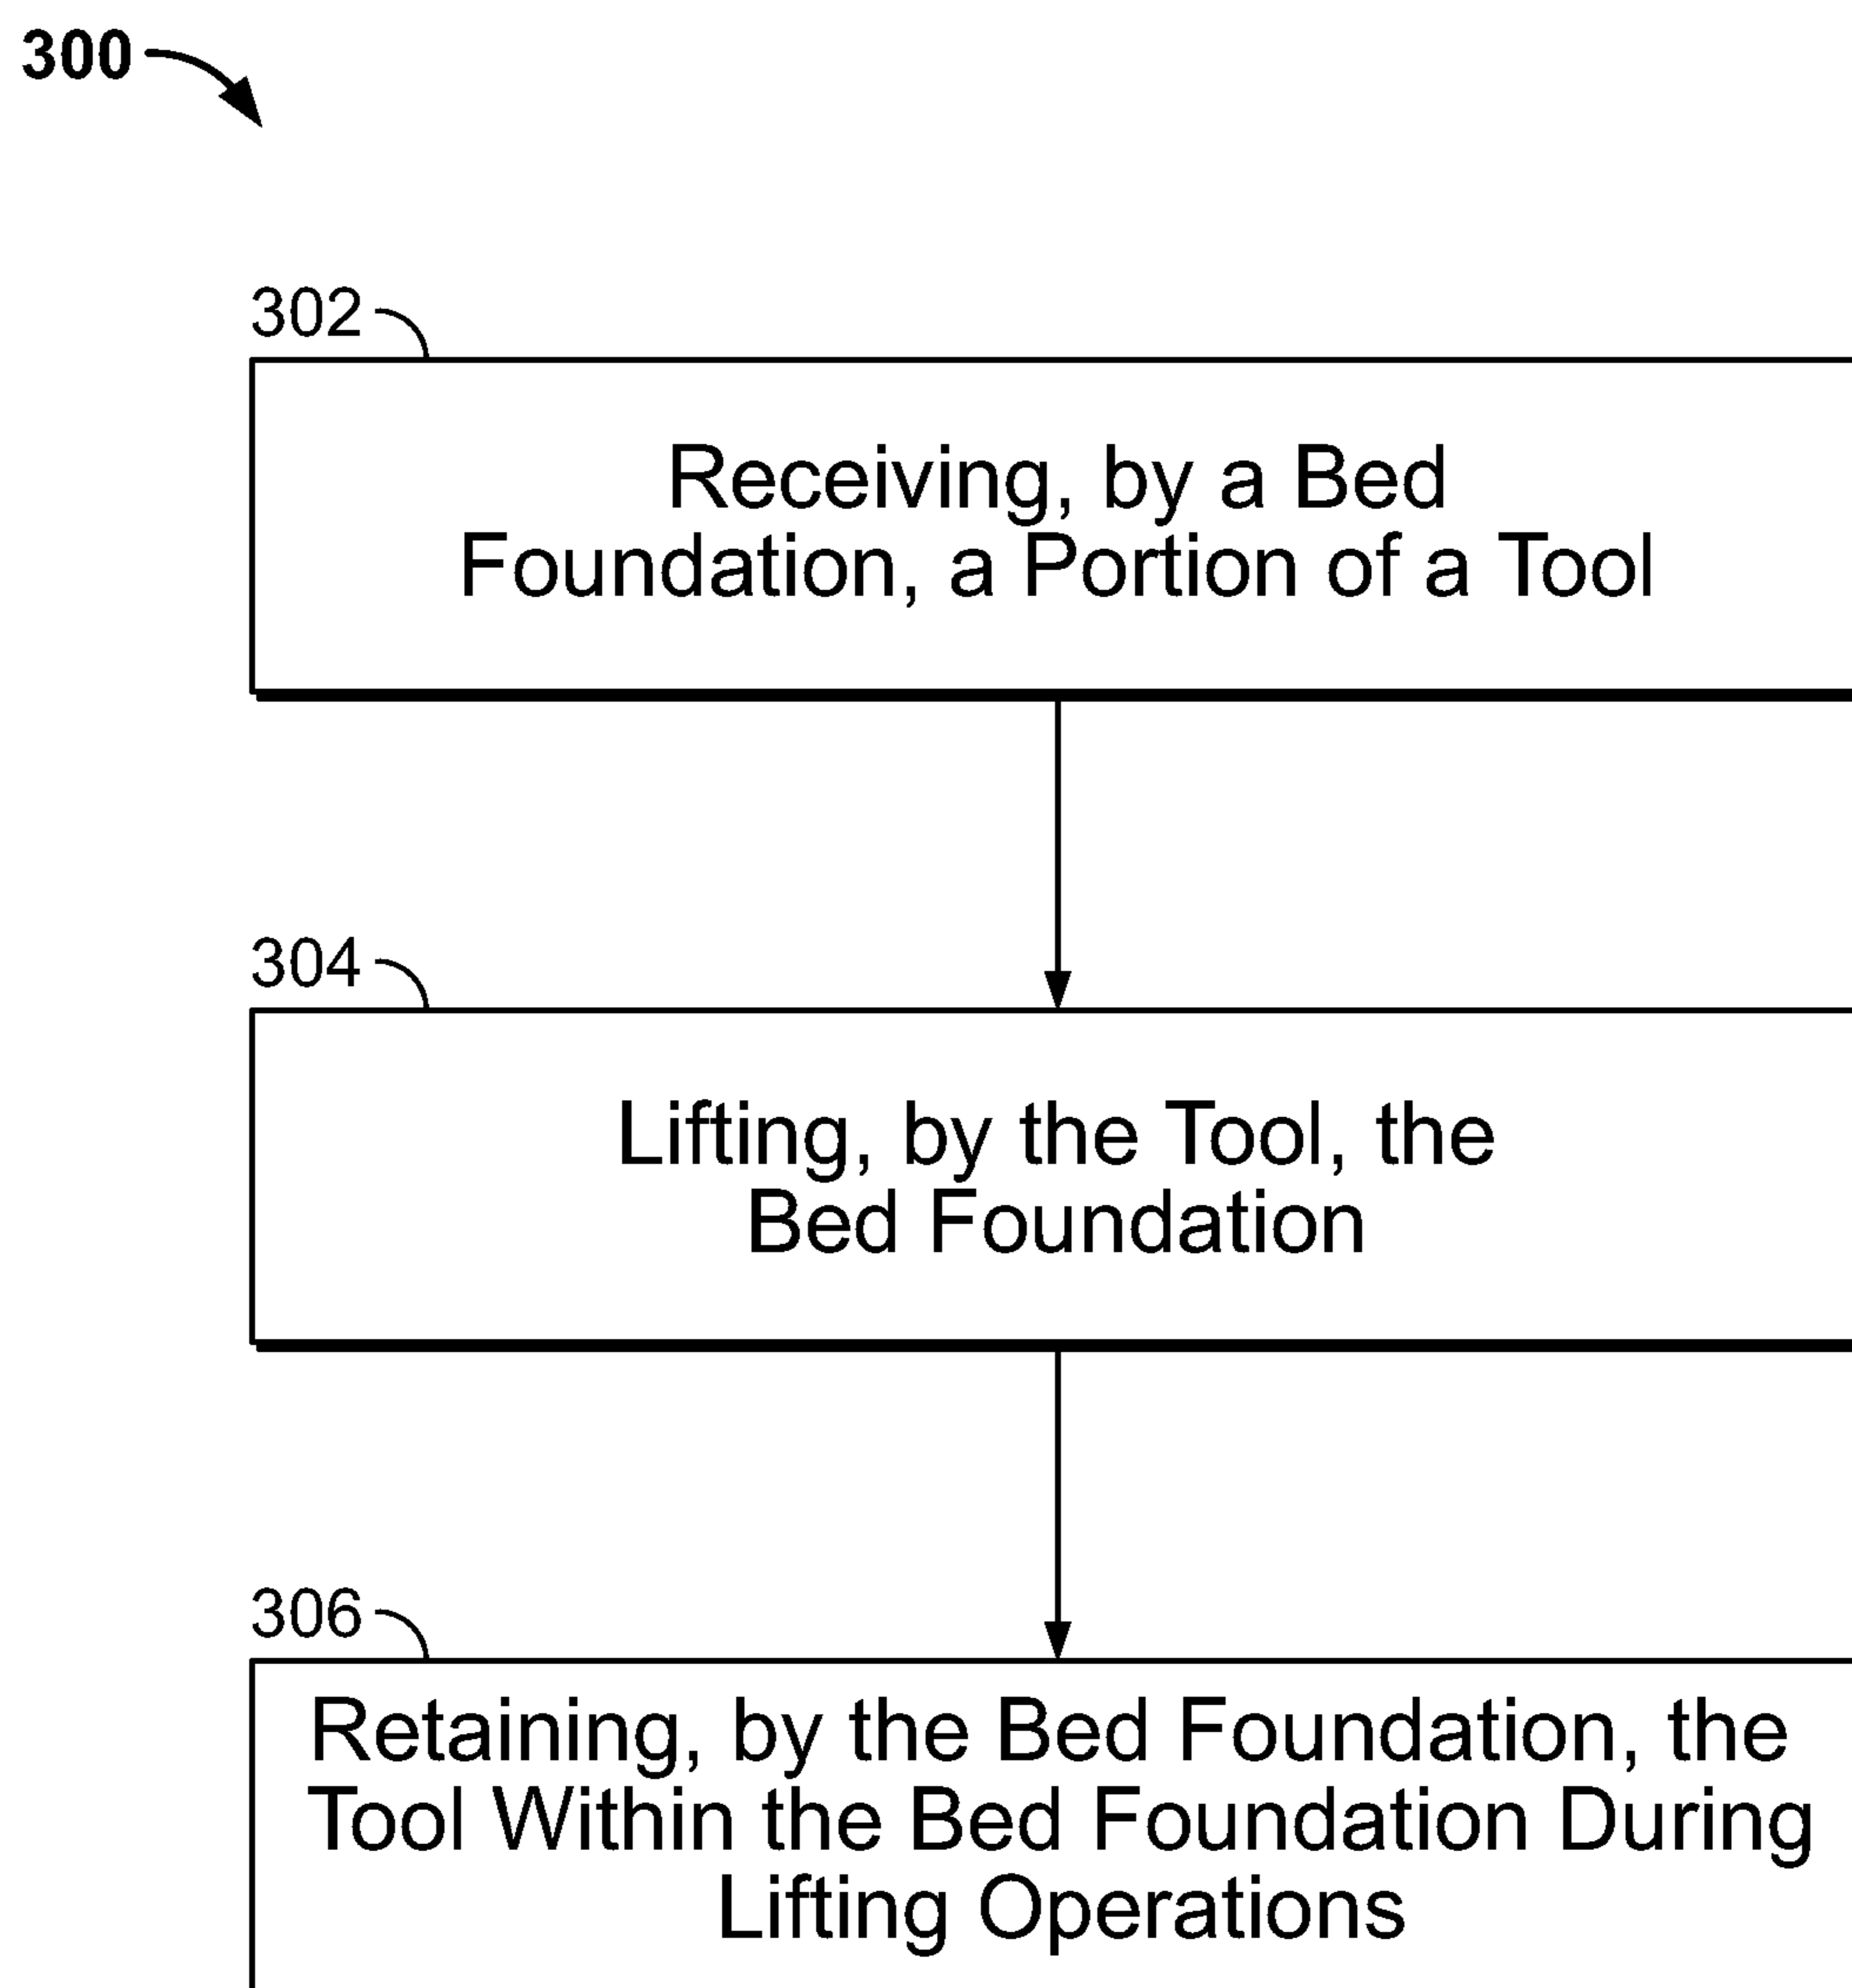 300
302
Receiving, by a Bed
Foundation, a Portion of a Tool
304
Lifting, by the Tool, the
Bed Foundation
306
Retaining, by the Bed Foundation, the
Tool Within the Bed Foundation During
Lifting Operations